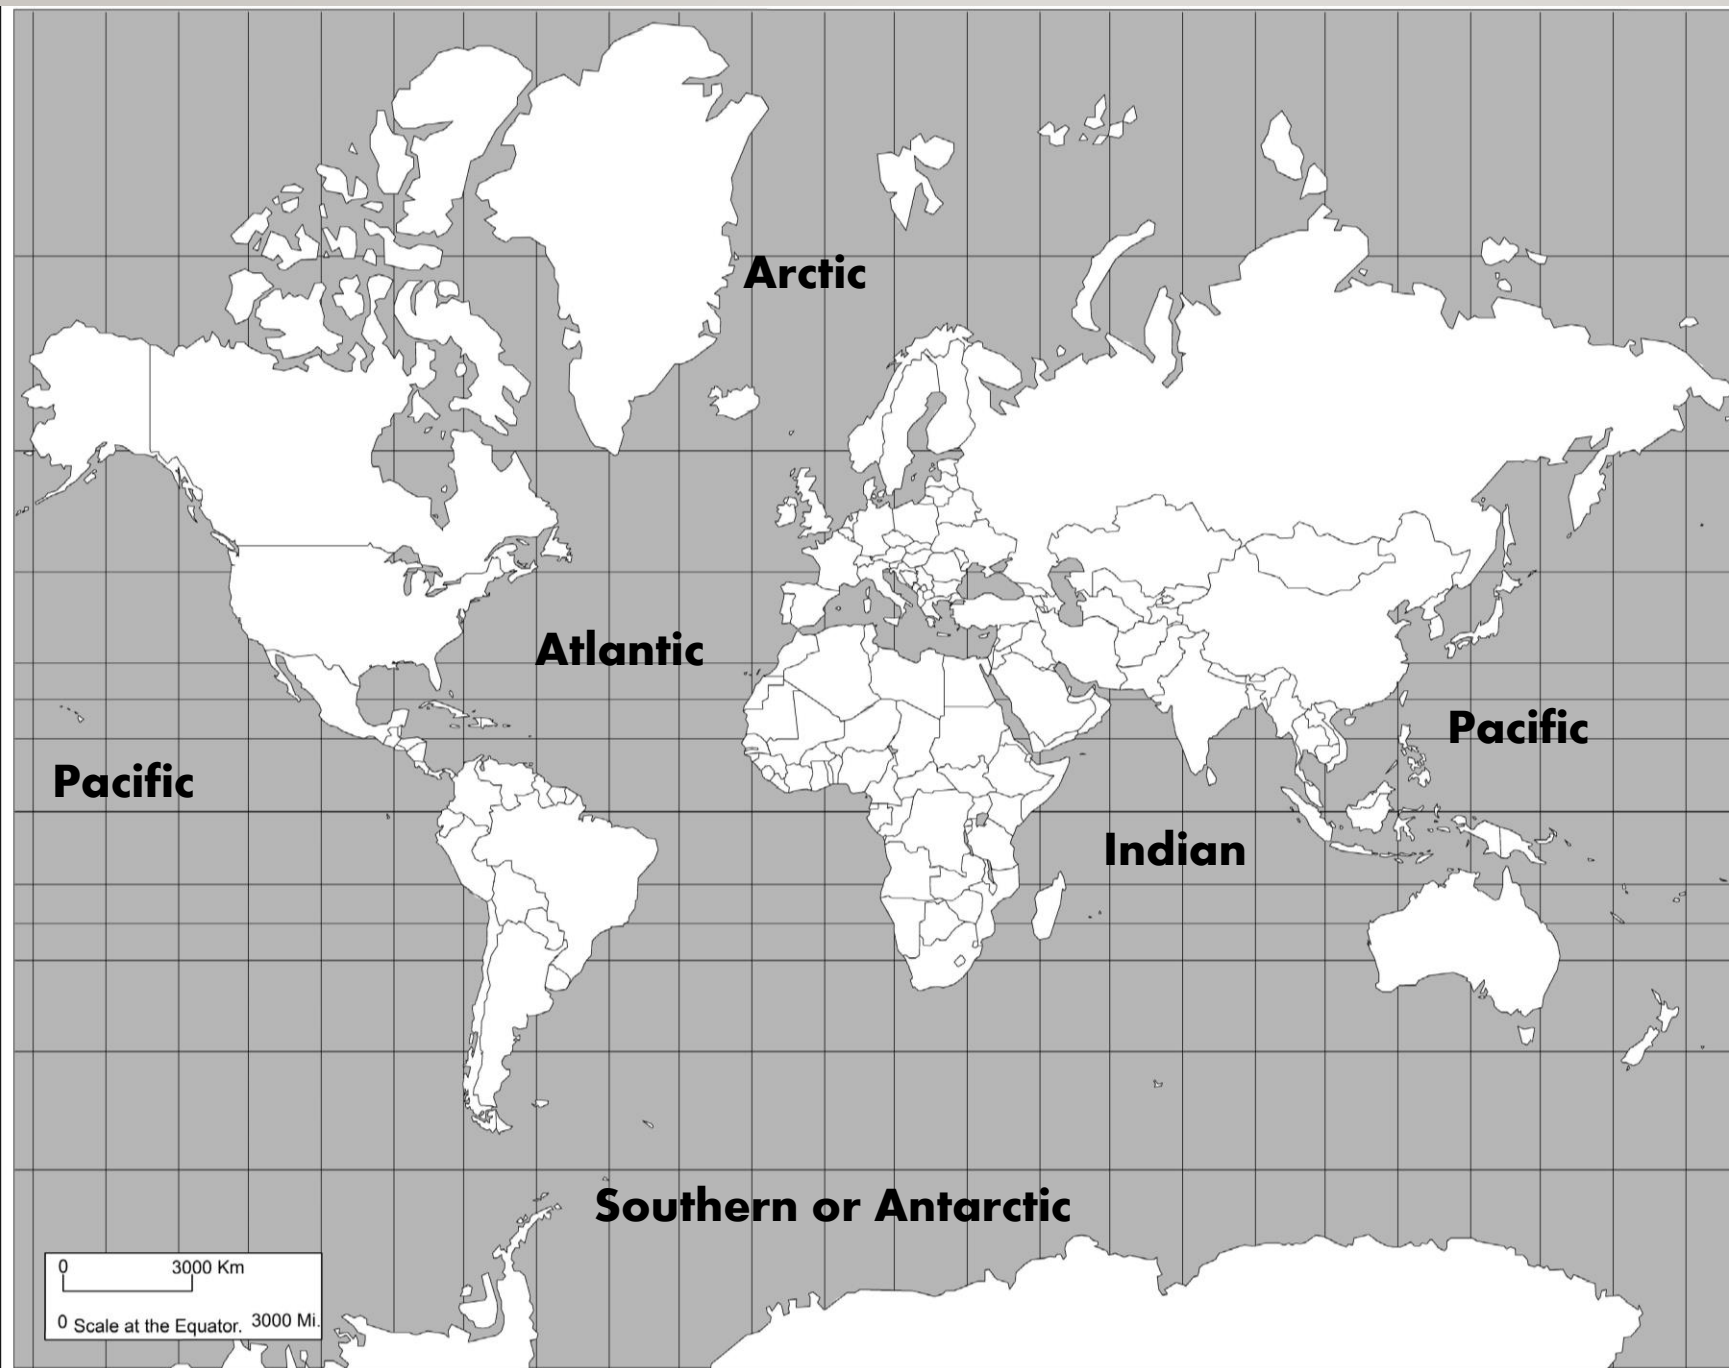 Arctic
Atlantic
Pacific
Pacific
Indian
Southern or Antarctic
0 3000 Km
0 Scale at the Equator. 3000 Mi.